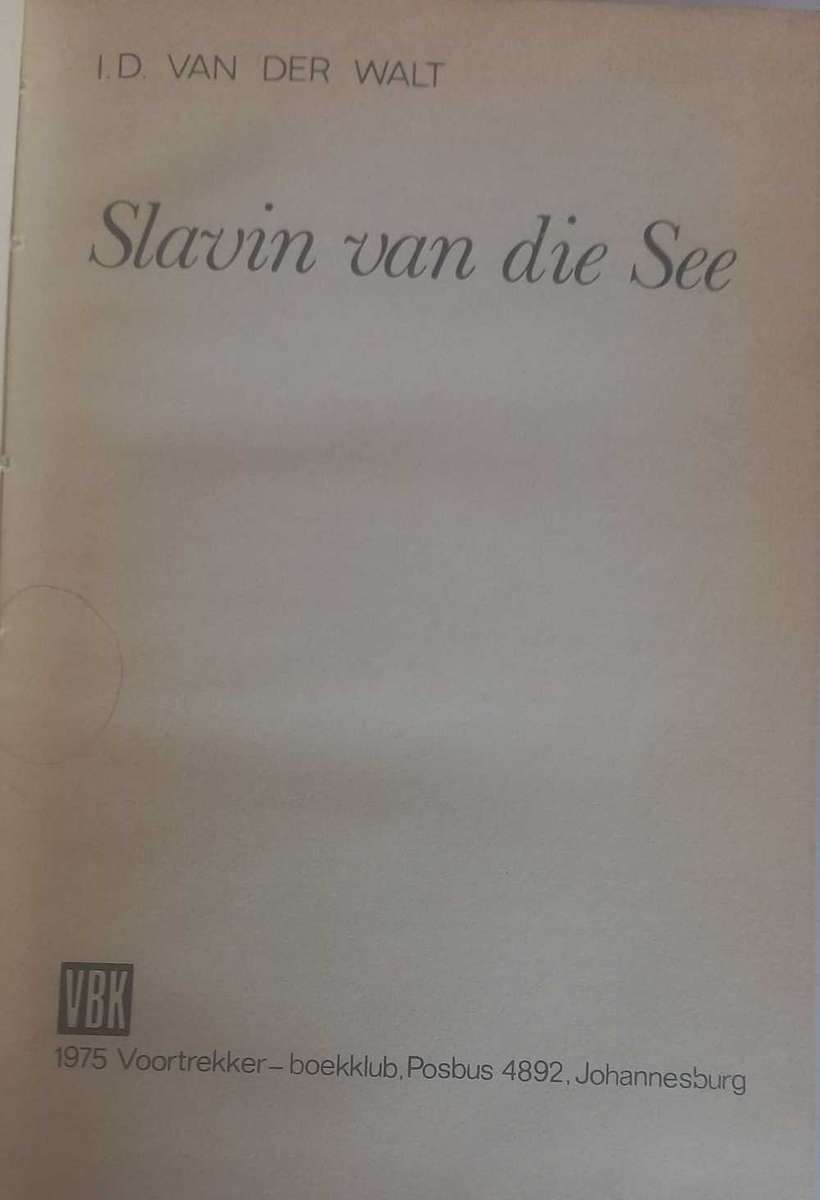 I.D. VAN DER WALT
Slavin van die See
VBK
1975 Voortrekker-boekklub, Posbus 4892, Johannesburg